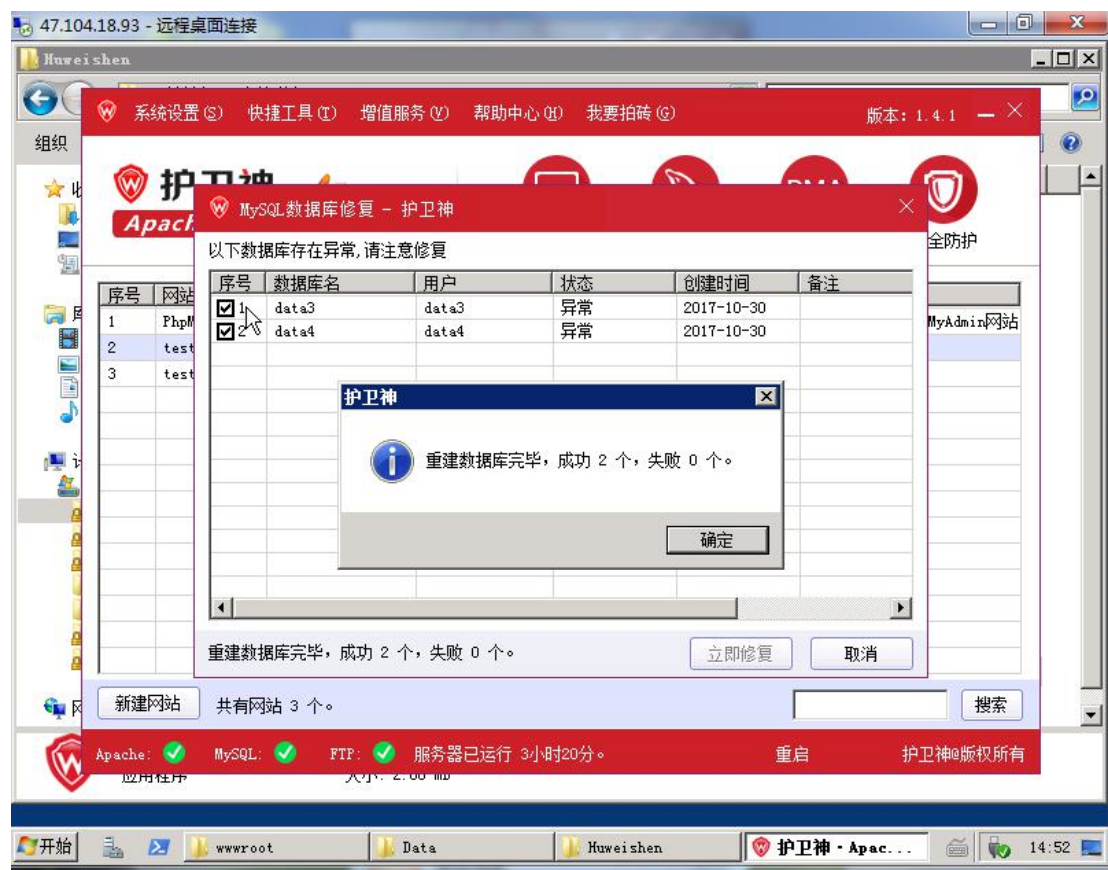 47.104.18.93 - 远程桌面连接
Huweishen
系统设置(S) 快捷工具(T) 增值服务(V) 帮助中心(H) 我要拍砖(G) 版本: 1.4.1
组织
护卫神
MySQL数据库修复 - 护卫神
全防护
以下数据库存在异常,请注意修复
序号 数据库名 用户 状态 创建时间 备注
1 data3 data3 异常 2017-10-30
2 data4 data4 异常 2017-10-30
序号 网站
1 MyAdmin网站
2 test
3 test
护卫神
重建数据库完毕，成功 2 个，失败 0 个。
确定
重建数据库完毕，成功 2 个，失败 0 个。
立即修复 取消
新建网站 共有网站 3 个。 搜索
Apache: MySQL: FTP: 服务器已运行 3小时20分。 重启 护卫神@版权所有
应用程序
开始 wwwroot Data Huweishen 护卫神·Apac... 14:52